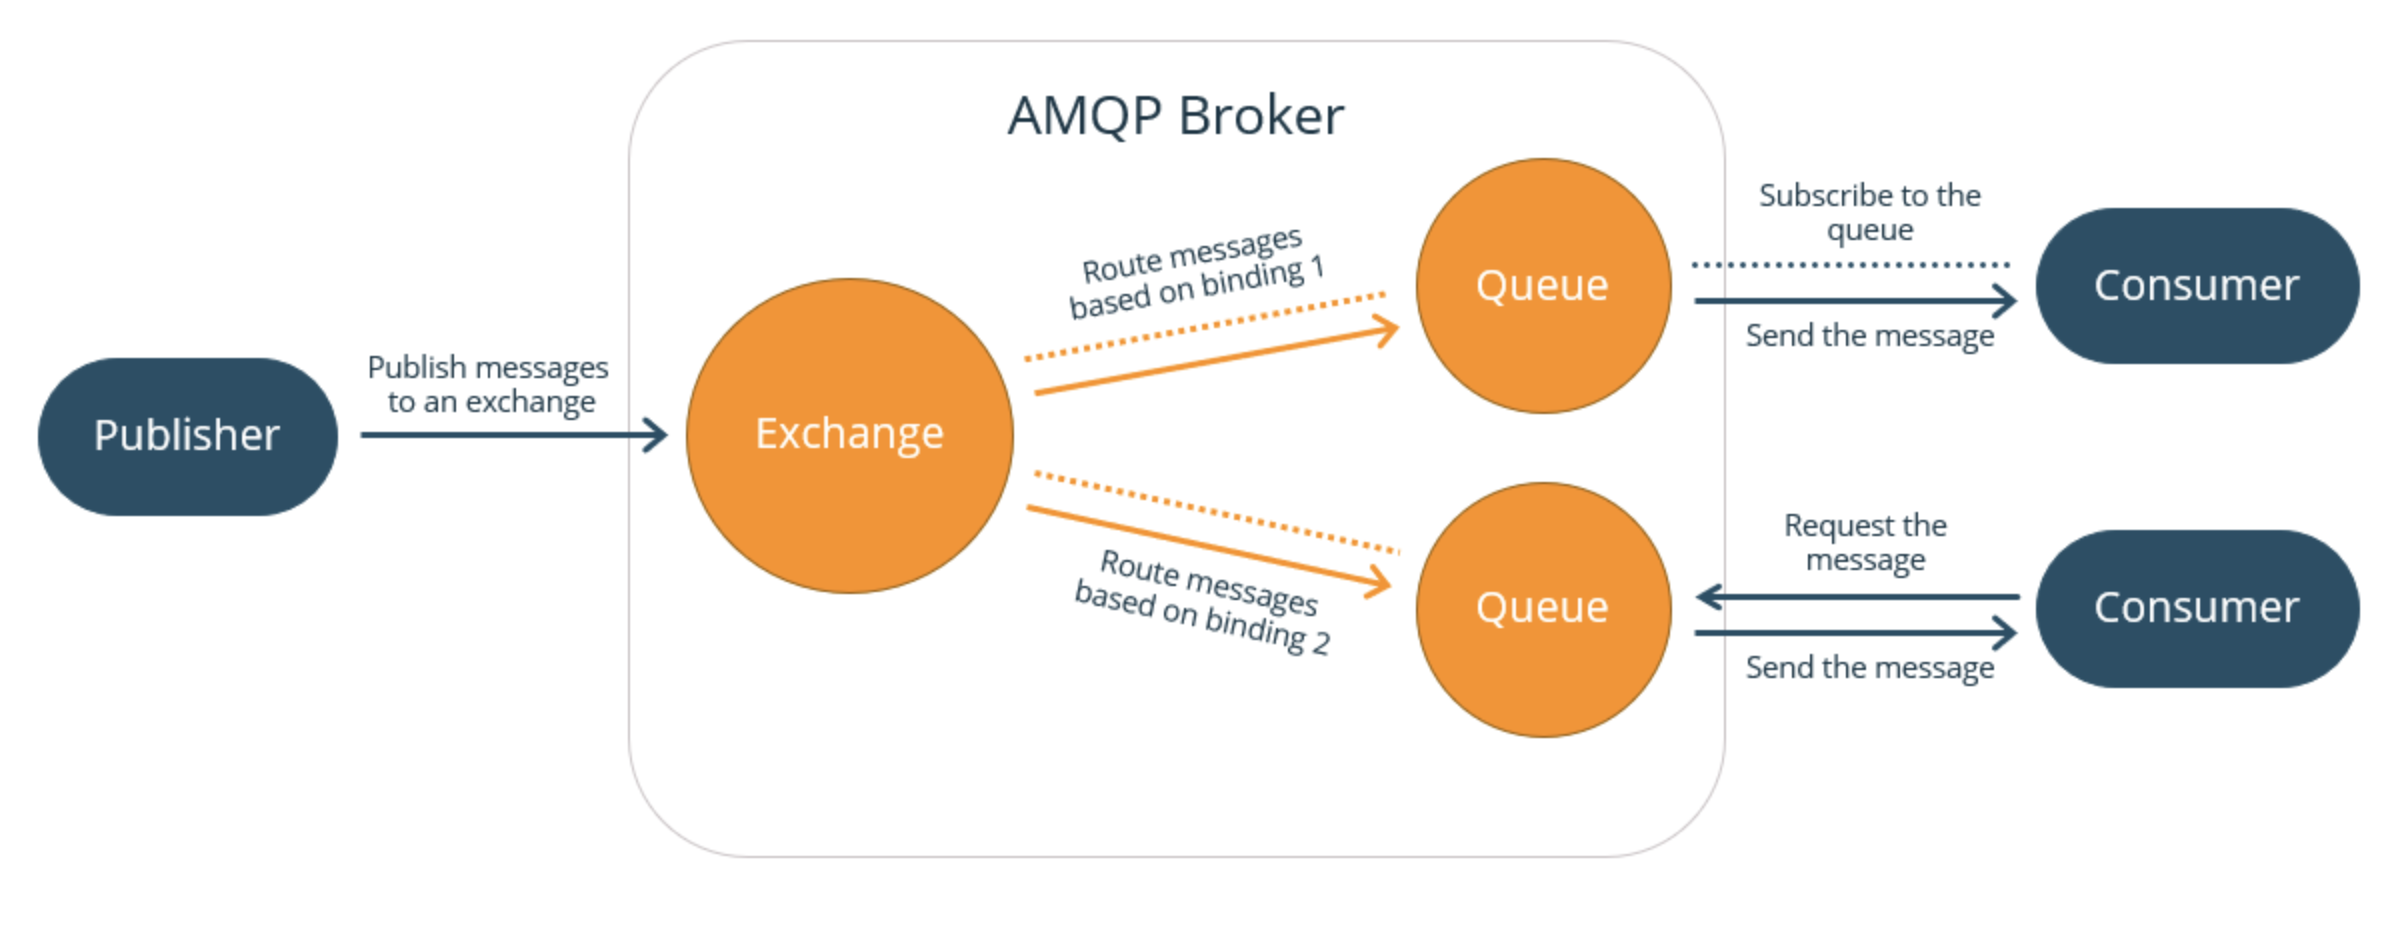 AMQP Broker
Publisher
Publish messages
to an exchange
Exchange
Route messages
based on binding 1
Route messages
based on binding 2
Queue
Queue
Subscribe to the
queue
Send the message
Consumer
Request the
message
Send the message
Consumer